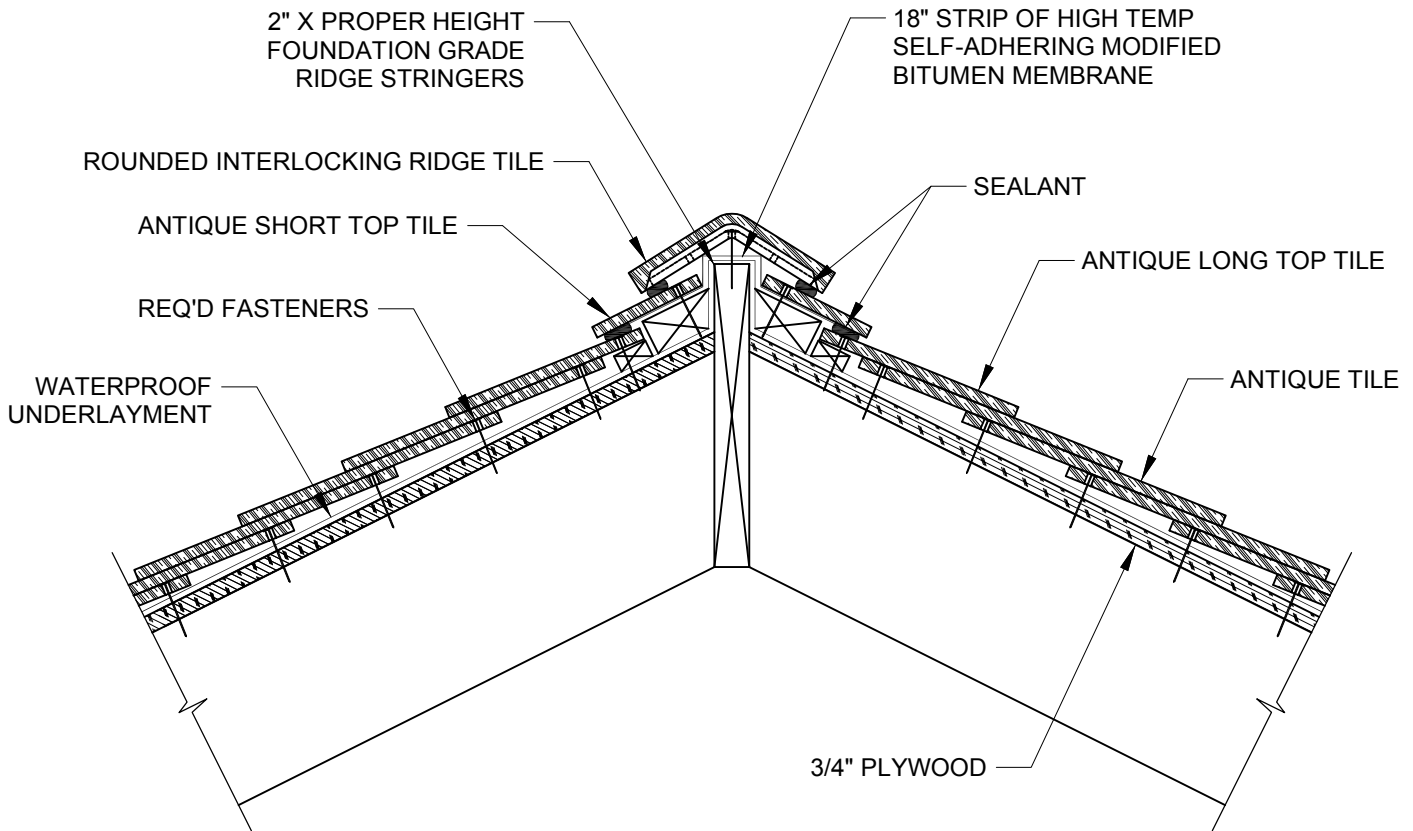 2" X PROPER HEIGHT
FOUNDATION GRADE
RIDGE STRINGERS
18" STRIP OF HIGH TEMP
SELF-ADHERING MODIFIED
BITUMEN MEMBRANE
ROUNDED INTERLOCKING RIDGE TILE
SEALANT
ANTIQUE SHORT TOP TILE
ANTIQUE LONG TOP TILE
REQ'D FASTENERS
ANTIQUE TILE
WATERPROOF
UNDERLAYMENT
3/4" PLYWOOD